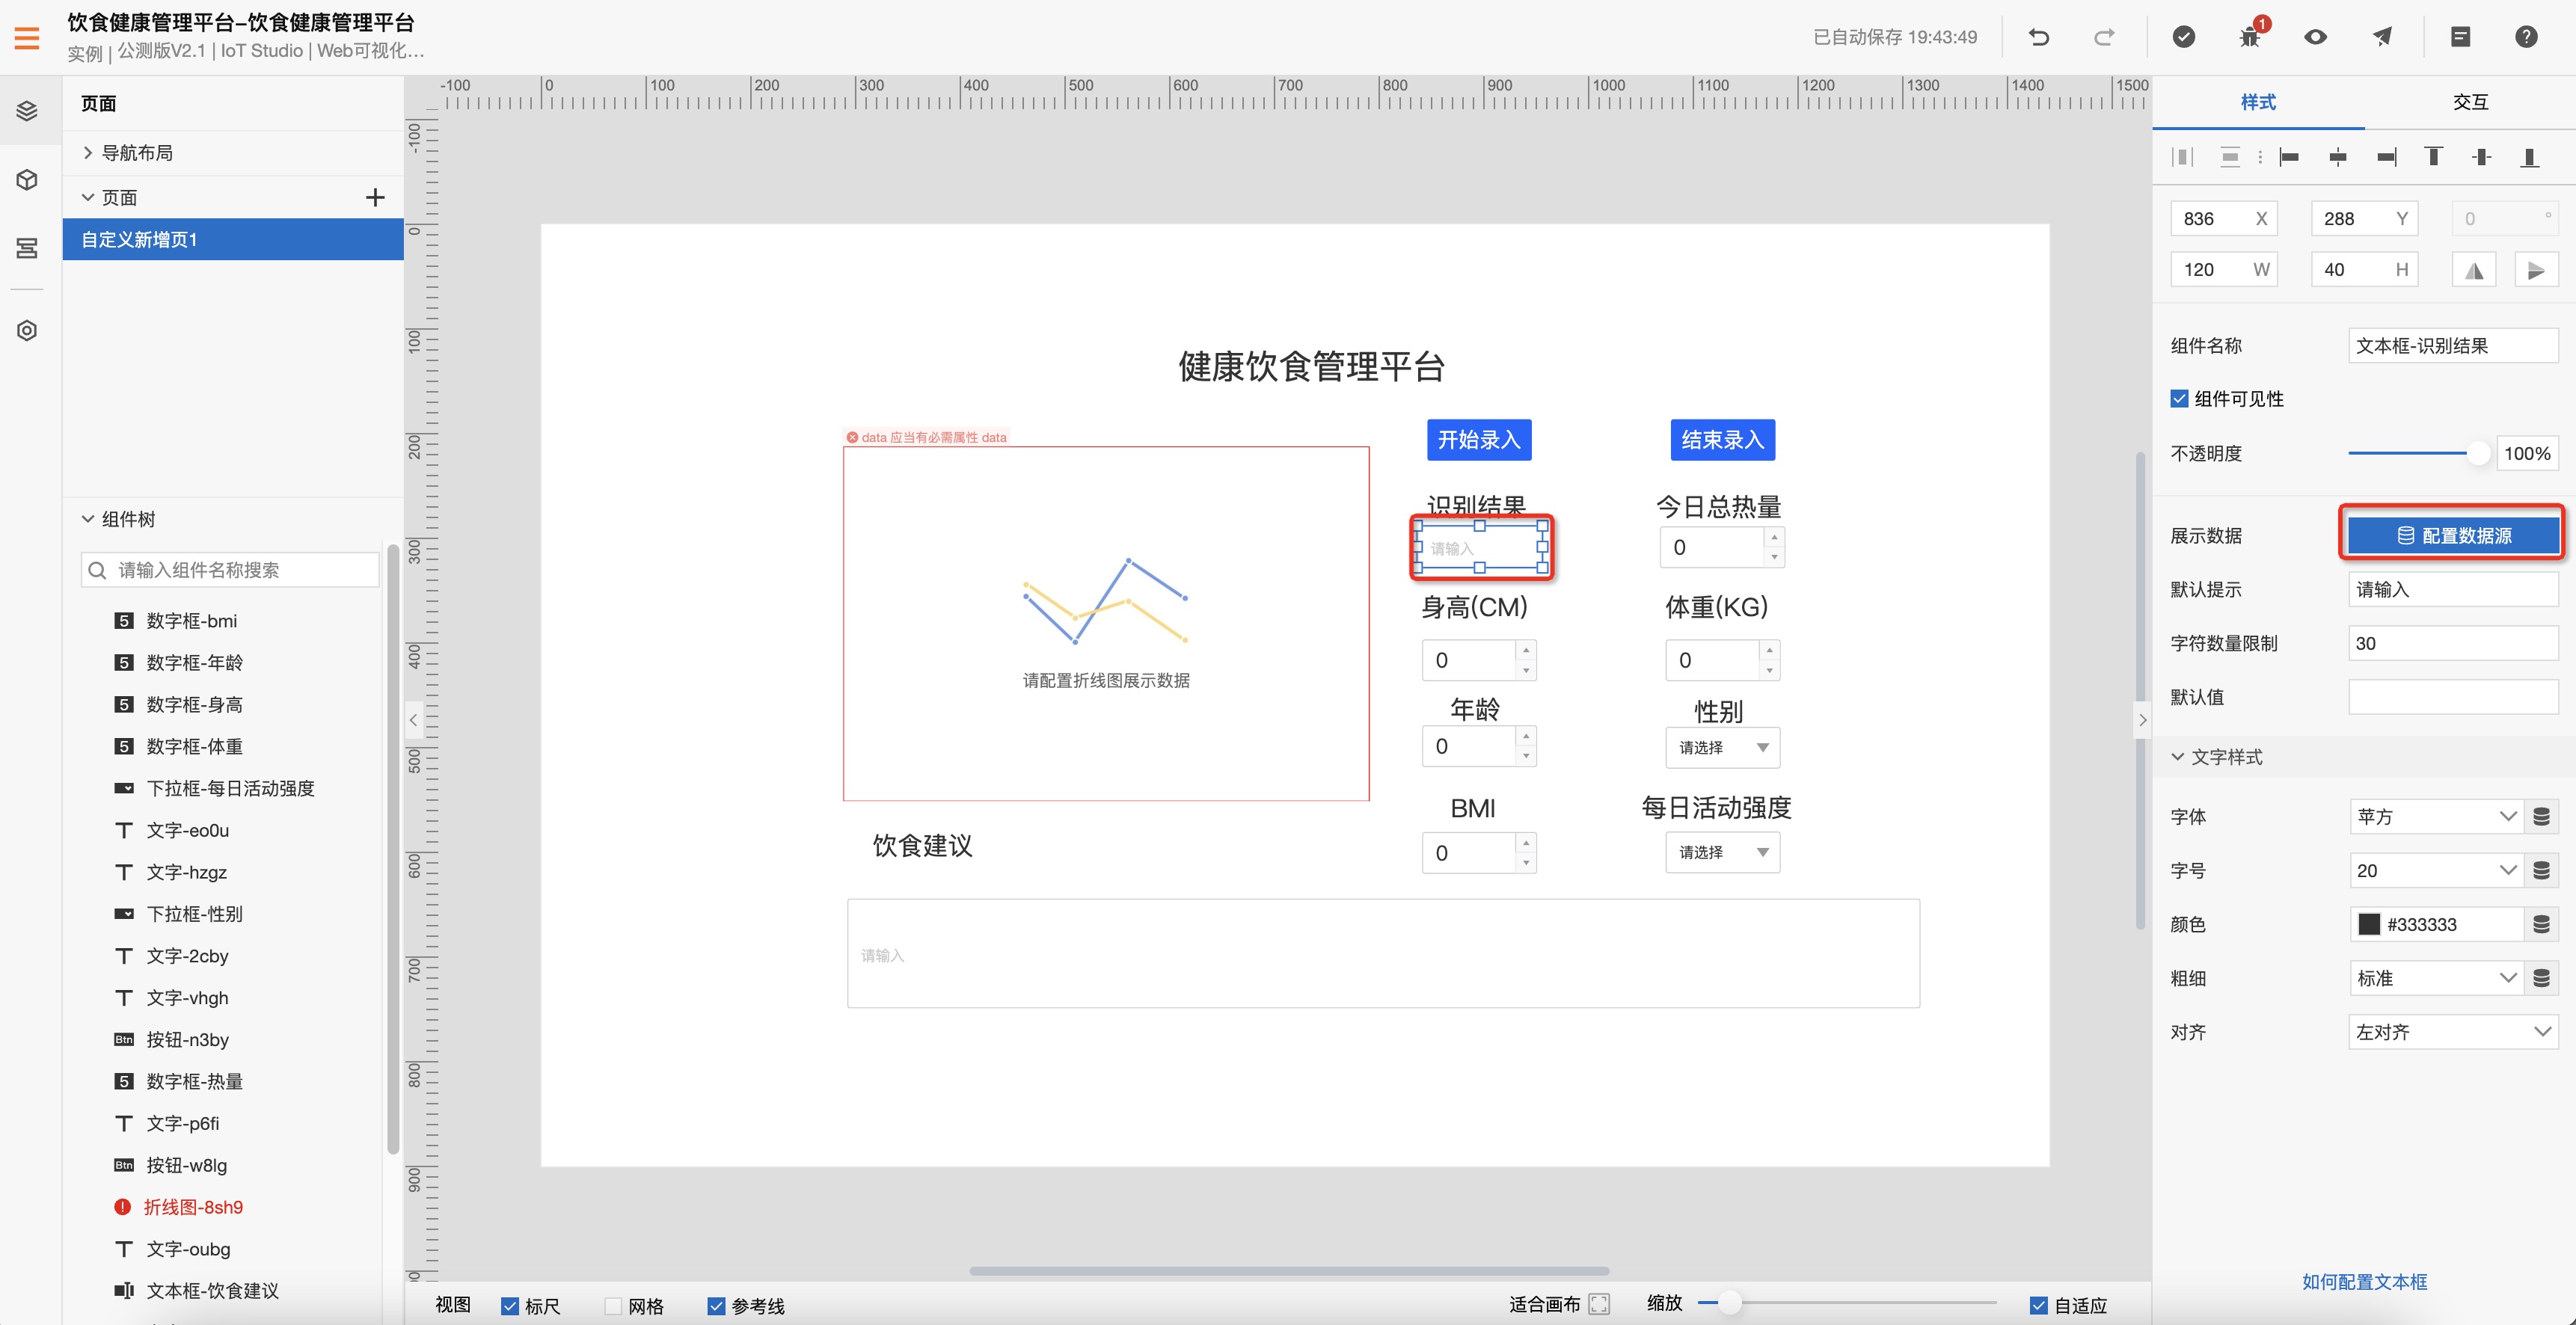 饮食健康管理平台-饮食健康管理平台
实例 | 公测版V2.1 | IoT Studio | Web可视化...
已自动保存 19:43:49
1
页面
导航布局
页面
自定义新增页1
组件树
请输入组件名称搜索
数字框-bmi
数字框-年龄
数字框-身高
数字框-体重
下拉框-每日活动强度
文字-eo0u
文字-hzgz
下拉框-性别
文字-2cby
文字-vhgh
Btn 按钮-n3by
数字框-热量
文字-p6fi
Btn 按钮-w8lg
折线图-8sh9
文字-oubg
文本框-饮食建议
-100 0 100 200 300 400 500 600 700 800 900 1000 1100 1200 1300 1400 1500
-100
0
100
200
300
400
500
600
700
800
900
健康饮食管理平台
data 应当有必需属性 data
请配置折线图展示数据
开始录入
结束录入
识别结果
今日总热量
请输入
0
身高(CM)
体重(KG)
0
0
年龄
性别
0
请选择
BMI
每日活动强度
0
请选择
饮食建议
请输入
视图
标尺
网格
参考线
适合画布
缩放
自适应
样式
交互
836 X
288 Y
0 °
120 W
40 H
组件名称
文本框-识别结果
组件可见性
不透明度
100%
展示数据
配置数据源
默认提示
请输入
字符数量限制
30
默认值
文字样式
字体
苹方
字号
20
颜色
#333333
粗细
标准
对齐
左对齐
如何配置文本框